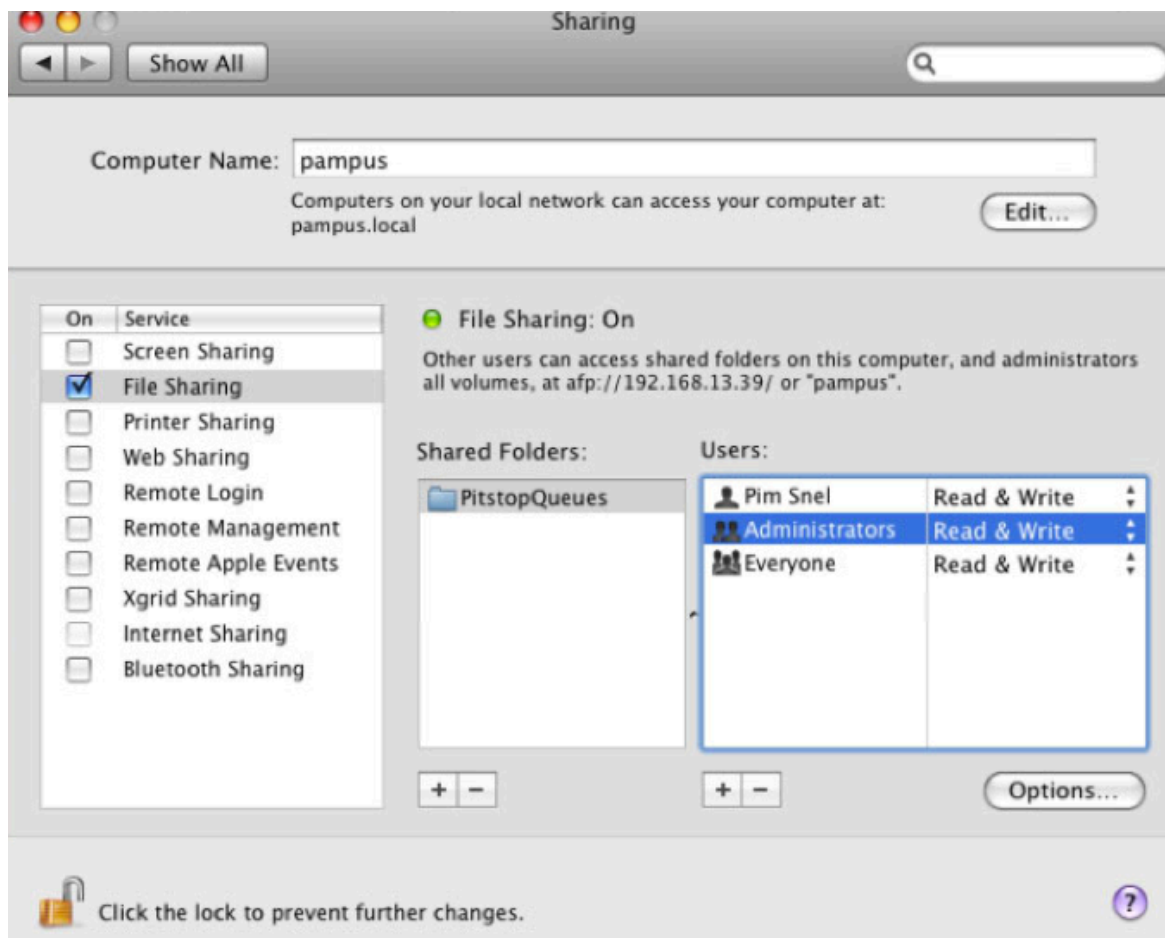 Sharing
Show All
Computer Name: pampus
Computers on your local network can access your computer at:
pampus.local
Edit...
On Service
Screen Sharing
File Sharing
Printer Sharing
Web Sharing
Remote Login
Remote Management
Remote Apple Events
Xgrid Sharing
Internet Sharing
Bluetooth Sharing
File Sharing: On
Other users can access shared folders on this computer, and administrators
all volumes, at afp://192.168.13.39/ or "pampus".
Shared Folders:
PitstopQueues
Users:
Pim Snel Read & Write
Administrators Read & Write
Everyone Read & Write
+ − + − Options...
Click the lock to prevent further changes. ?